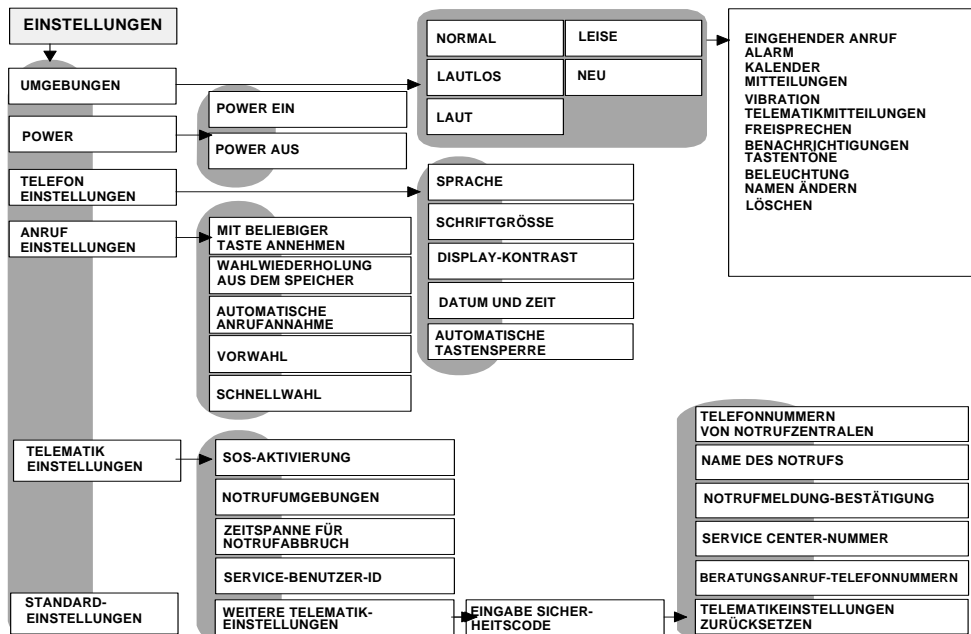 EINSTELLUNGEN
UMGEBUNGEN
NORMAL
LEISE
LAUTLOS
NEU
LAUT
EINGEHENDER ANRUF
ALARM
KALENDER
MITTEILUNGEN
VIBRATION
TELEMATIKMITTEILUNGEN
FREISPRECHEN
BENACHRICHTIGUNGEN
TASTENTÖNE
BELEUCHTUNG
NAMEN ÄNDERN
LÖSCHEN
POWER
POWER EIN
POWER AUS
TELEFON
EINSTELLUNGEN
SPRACHE
SCHRIFTGRÖSSE
DISPLAY-KONTRAST
DATUM UND ZEIT
AUTOMATISCHE
TASTENSPERRE
ANRUF
EINSTELLUNGEN
MIT BELIEBIGER
TASTE ANNEHMEN
WAHLWIEDERHOLUNG
AUS DEM SPEICHER
AUTOMATISCHE
ANRUFANNAHME
VORWAHL
SCHNELLWAHL
TELEMATIK
EINSTELLUNGEN
SOS-AKTIVIERUNG
NOTRUFUMGEBUNGEN
ZEITSPANNE FÜR
NOTRUFABBRUCH
SERVICE-BENUTZER-ID
WEITERE TELEMATIK-
EINSTELLUNGEN
EINGABE SICHER-
HEITSCODE
TELEFONNUMMERN
VON NOTRUFZENTRALEN
NAME DES NOTRUFS
NOTRUFMELDUNG-BESTÄTIGUNG
SERVICE CENTER-NUMMER
BERATUNGSANRUF-TELEFONNUMMERN
TELEMATIKEINSTELLUNGEN
ZURÜCKSETZEN
STANDARD-
EINSTELLUNGEN